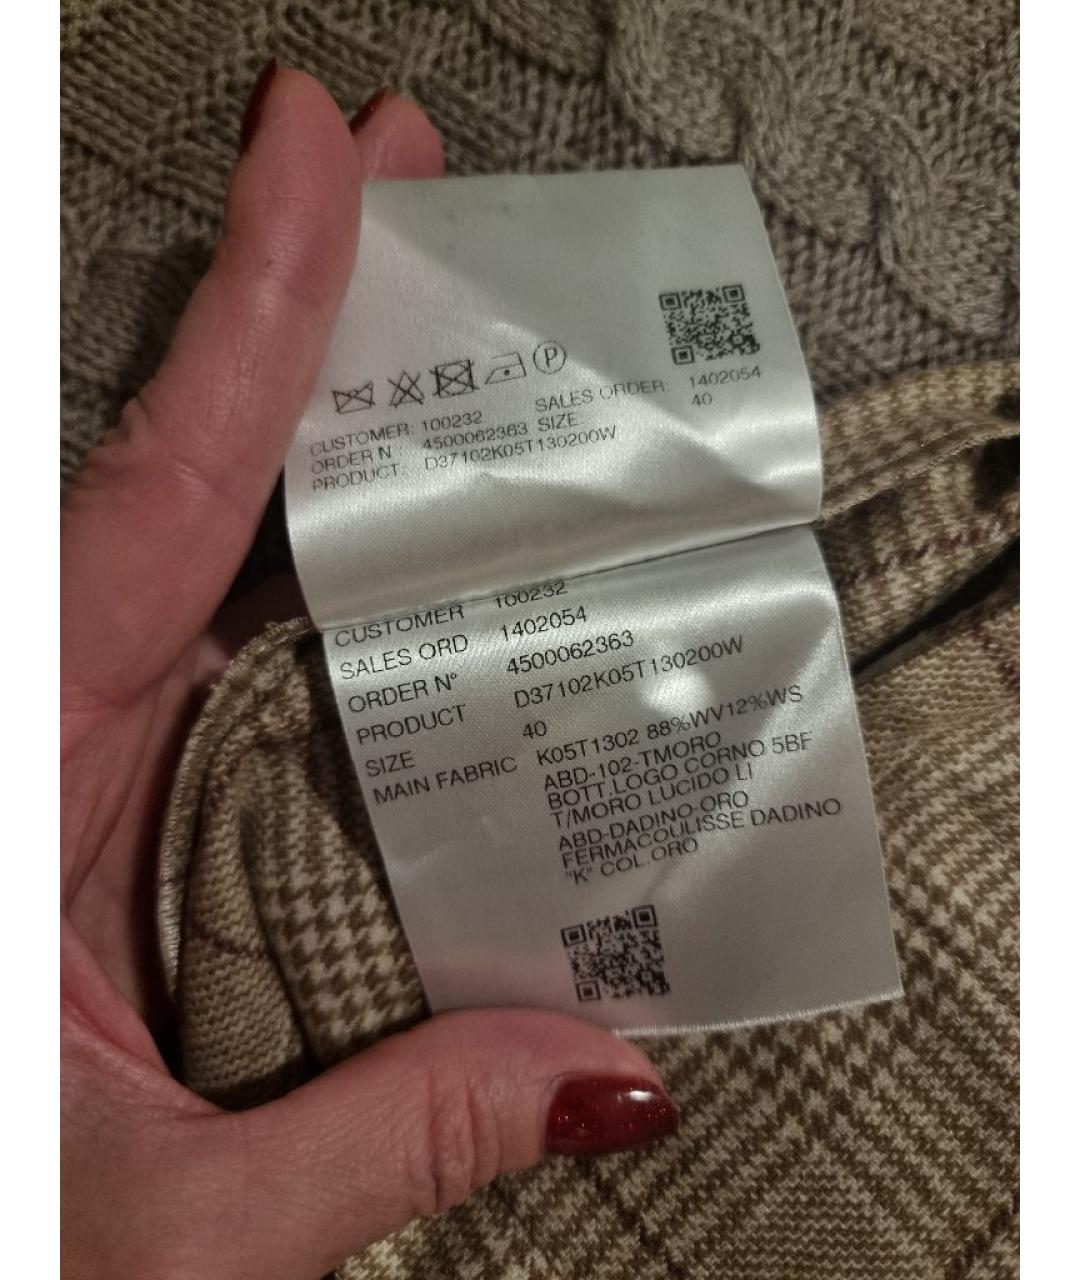 P
CUSTOMER: 100232 SALES ORDER: 1402054
ORDER N°: 4500062363 SIZE: 40
PRODUCT: D37102K05T130200W
CUSTOMER 100232
SALES ORD 1402054
ORDER N° 4500062363
PRODUCT D37102K05T130200W
SIZE 40
MAIN FABRIC K05T1302 88%WV12%WS
ABD-102-TMORO
BOTT.LOGO CORNO 5BF
T/MORO LUCIDO LI
ABD-DADINO-ORO
FERMACOULISSE DADINO
"K" COL.ORO